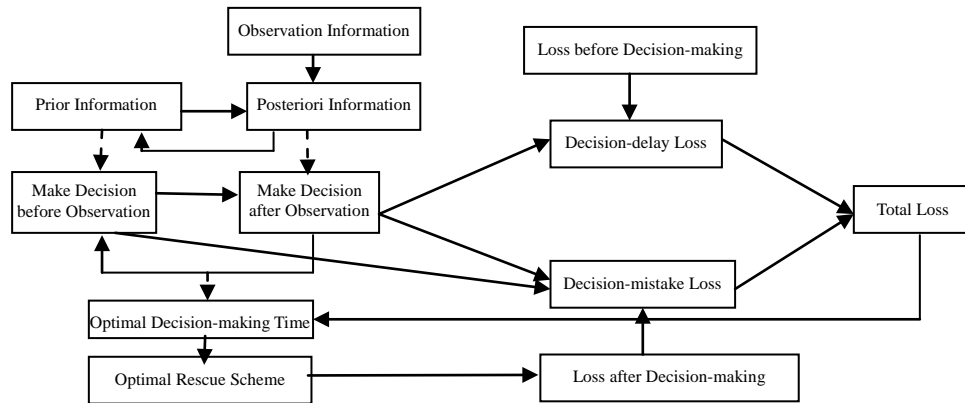 Observation Information
Loss before Decision-making
Prior Information
Posteriori Information
Decision-delay Loss
Make Decision
before Observation
Make Decision
after Observation
Total Loss
Decision-mistake Loss
Optimal Decision-making Time
Optimal Rescue Scheme
Loss after Decision-making